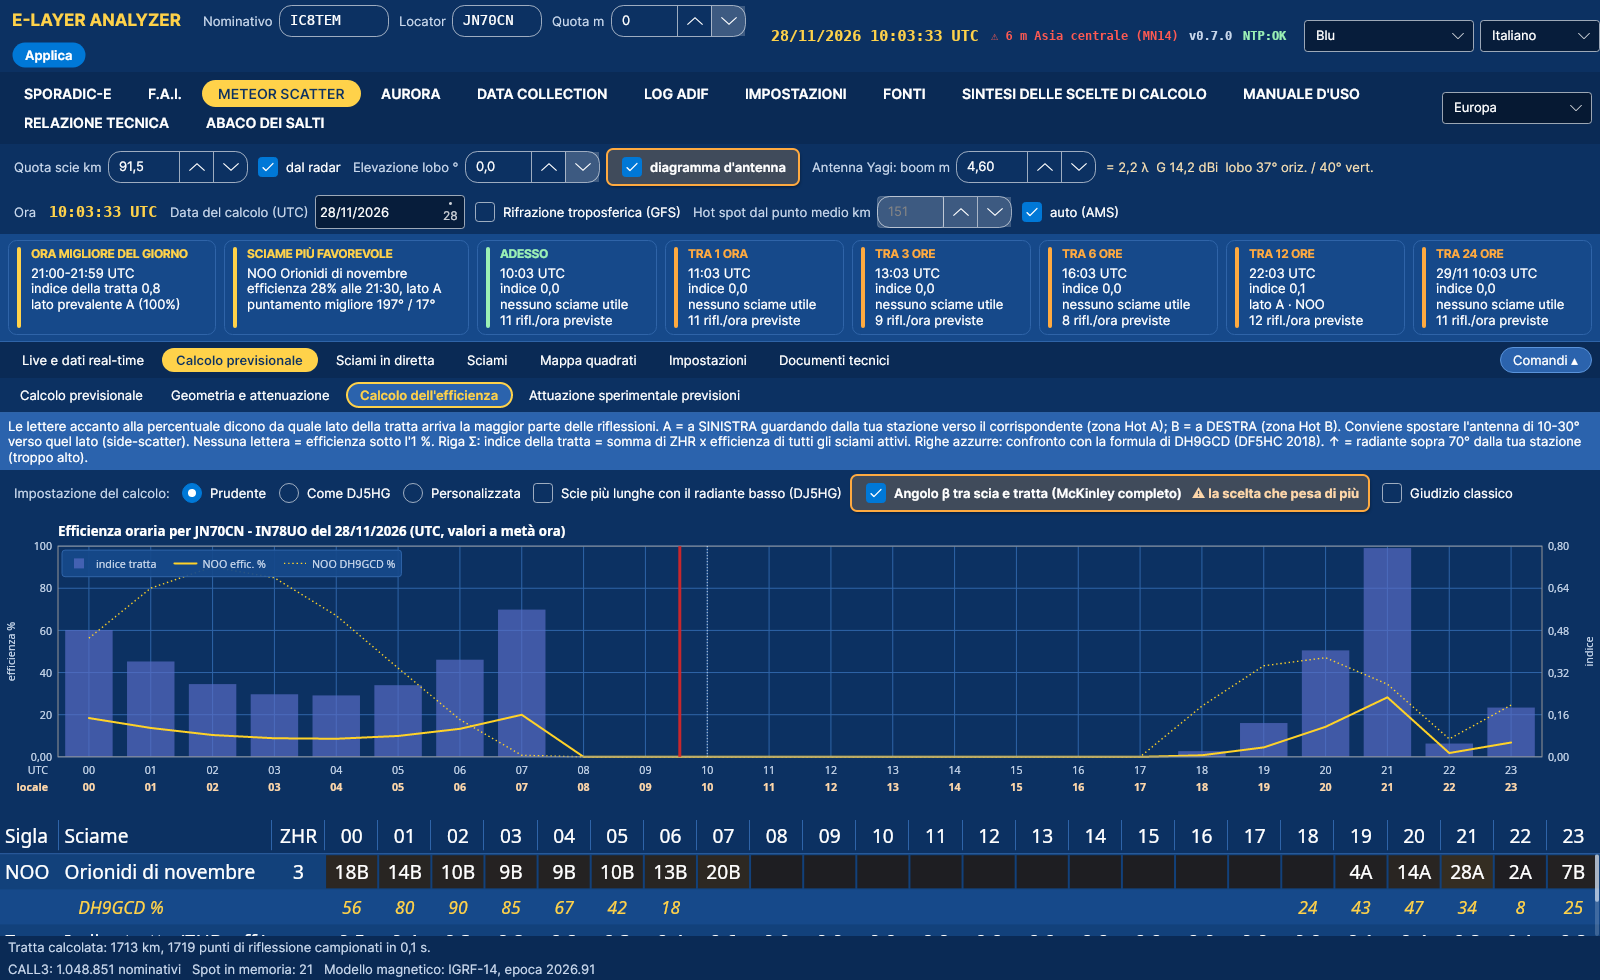 E-LAYER ANALYZER Nominativo IC8TEM Locator JN70CN Quota m 0
28/11/2026 10:03:33 UTC ⚠ 6 m Asia centrale (MN14) v0.7.0 NTP:OK Blu Italiano
Applica
SPORADIC-E F.A.I. METEOR SCATTER AURORA DATA COLLECTION LOG ADIF IMPOSTAZIONI FONTI SINTESI DELLE SCELTE DI CALCOLO MANUALE D'USO
RELAZIONE TECNICA ABACO DEI SALTI
Europa
Quota scie km 91,5 dal radar Elevazione lobo ° 0,0 diagramma d'antenna Antenna Yagi: boom m 4,60 = 2,2 λ G 14,2 dBi lobo 37° oriz. / 40° vert.
Ora 10:03:33 UTC Data del calcolo (UTC) 28/11/2026 28 Rifrazione troposferica (GFS) Hot spot dal punto medio km 151 auto (AMS)
ORA MIGLIORE DEL GIORNO
21:00-21:59 UTC
indice della tratta 0,8
lato prevalente A (100%)
SCIAME PIÙ FAVOREVOLE
NOO Orionidi di novembre
efficienza 28% alle 21:30, lato A
puntamento migliore 197° / 17°
ADESSO
10:03 UTC
indice 0,0
nessuno sciame utile
11 rifl./ora previste
TRA 1 ORA
11:03 UTC
indice 0,0
nessuno sciame utile
11 rifl./ora previste
TRA 3 ORE
13:03 UTC
indice 0,0
nessuno sciame utile
9 rifl./ora previste
TRA 6 ORE
16:03 UTC
indice 0,0
nessuno sciame utile
8 rifl./ora previste
TRA 12 ORE
22:03 UTC
indice 0,1
lato A · NOO
12 rifl./ora previste
TRA 24 ORE
29/11 10:03 UTC
indice 0,0
nessuno sciame utile
11 rifl./ora previste
Live e dati real-time Calcolo previsionale Sciami in diretta Sciami Mappa quadrati Impostazioni Documenti tecnici Comandi ▴
Calcolo previsionale Geometria e attenuazione Calcolo dell'efficienza Attuazione sperimentale previsioni
Le lettere accanto alla percentuale dicono da quale lato della tratta arriva la maggior parte delle riflessioni. A = a SINISTRA guardando dalla tua stazione verso il corrispondente (zona Hot A); B = a DESTRA (zona Hot B). Conviene spostare l'antenna di 10-30°
verso quel lato (side-scatter). Nessuna lettera = efficienza sotto l'1 %. Riga Σ: indice della tratta = somma di ZHR x efficienza di tutti gli sciami attivi. Righe azzurre: confronto con la formula di DH9GCD (DF5HC 2018). ↑ = radiante sopra 70° dalla tua stazione
(troppo alto).
Impostazione del calcolo: Prudente Come DJ5HG Personalizzata Scie più lunghe con il radiante basso (DJ5HG) Angolo β tra scia e tratta (McKinley completo) ⚠ la scelta che pesa di più Giudizio classico
Efficienza oraria per JN70CN - IN78UO del 28/11/2026 (UTC, valori a metà ora)
indice tratta NOO effic. % NOO DH9GCD %
efficienza %
100
80
60
40
20
0,00
indice
0,80
0,64
0,48
0,32
0,16
0,00
UTC 00 01 02 03 04 05 06 07 08 09 10 11 12 13 14 15 16 17 18 19 20 21 22 23
locale 00 01 02 03 04 05 06 07 08 09 10 11 12 13 14 15 16 17 18 19 20 21 22 23
Sigla Sciame ZHR 00 01 02 03 04 05 06 07 08 09 10 11 12 13 14 15 16 17 18 19 20 21 22 23
NOO Orionidi di novembre 3 18B 14B 10B 9B 9B 10B 13B 20B 4A 14A 28A 2A 7B
DH9GCD % 56 80 90 85 67 42 18 24 43 47 34 8 25
Tratta calcolata: 1713 km, 1719 punti di riflessione campionati in 0,1 s.
CALL3: 1.048.851 nominativi Spot in memoria: 21 Modello magnetico: IGRF-14, epoca 2026.91